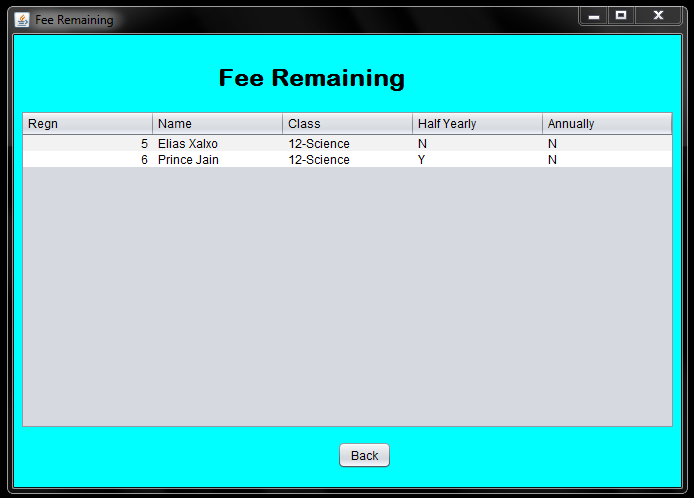 Fee Remaining
Fee Remaining
Regn Name Class Half Yearly Annually
5 Elias Xalxo 12-Science N N
6 Prince Jain 12-Science Y N
Back